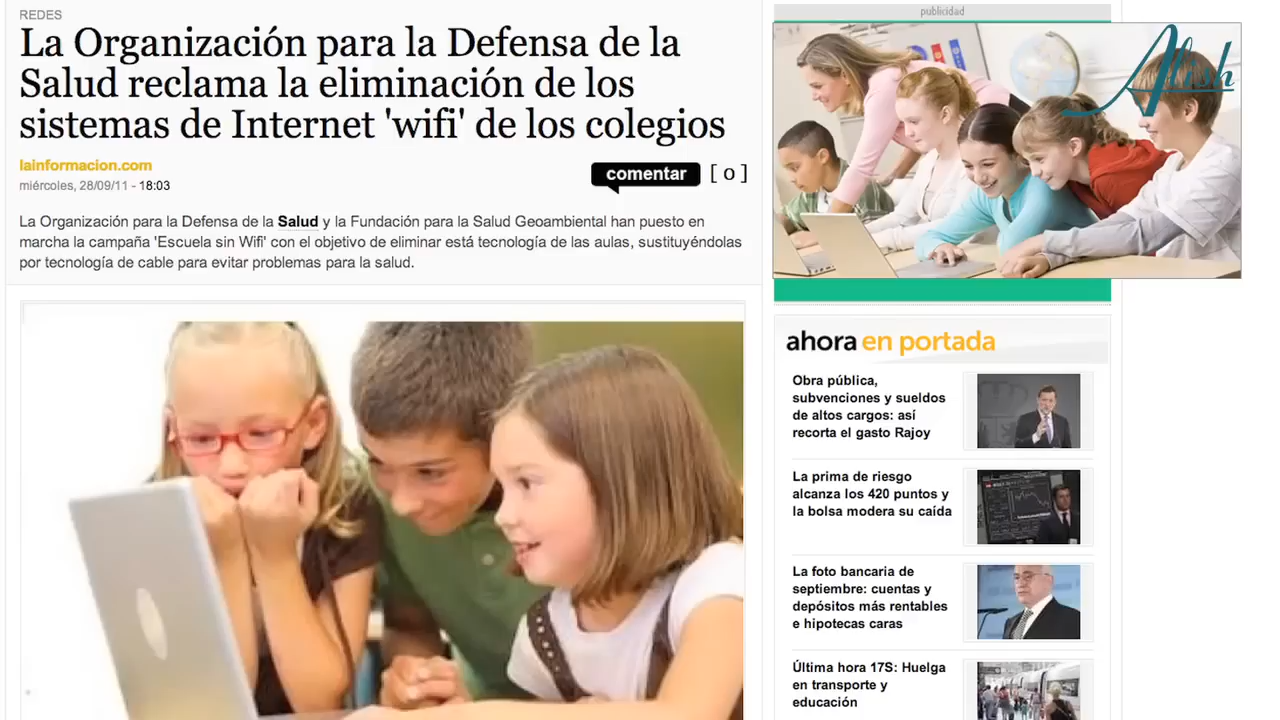 REDES
La Organización para la Defensa de la
Salud reclama la eliminación de los
sistemas de Internet 'wifi' de los colegios
lainformacion.com
miércoles, 28/09/11 - 18:03
comentar [ 0 ]
La Organización para la Defensa de la Salud y la Fundación para la Salud Geoambiental han puesto en
marcha la campaña 'Escuela sin Wifi' con el objetivo de eliminar está tecnología de las aulas, sustituyéndolas
por tecnología de cable para evitar problemas para la salud.
publicidad
Alish
ahora en portada
Obra pública,
subvenciones y sueldos
de altos cargos: así
recorta el gasto Rajoy
La prima de riesgo
alcanza los 420 puntos y
la bolsa modera su caída
La foto bancaria de
septiembre: cuentas y
depósitos más rentables
e hipotecas caras
Última hora 17S: Huelga
en transporte y
educación